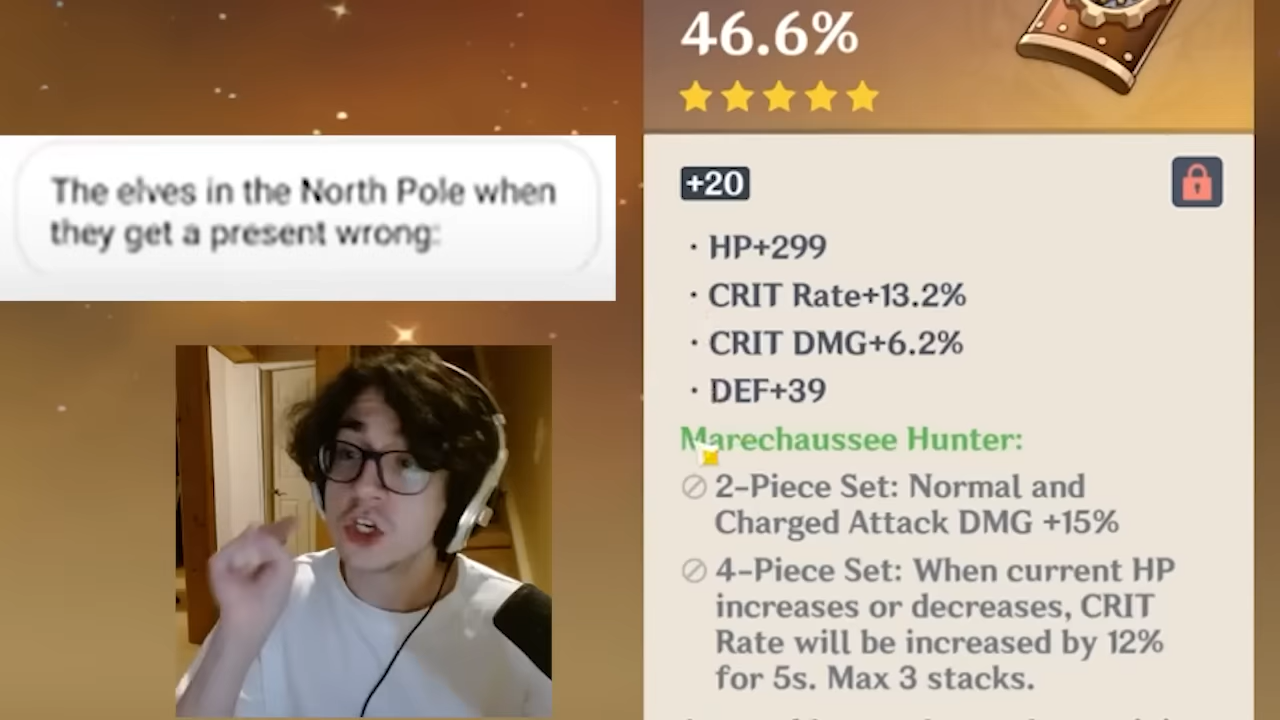 The elves in the North Pole when
they get a present wrong:
46.6%
+20
· HP+299
· CRIT Rate+13.2%
· CRIT DMG+6.2%
· DEF+39
Marechaussee Hunter:
2-Piece Set: Normal and
Charged Attack DMG +15%
4-Piece Set: When current HP
increases or decreases, CRIT
Rate will be increased by 12%
for 5s. Max 3 stacks.